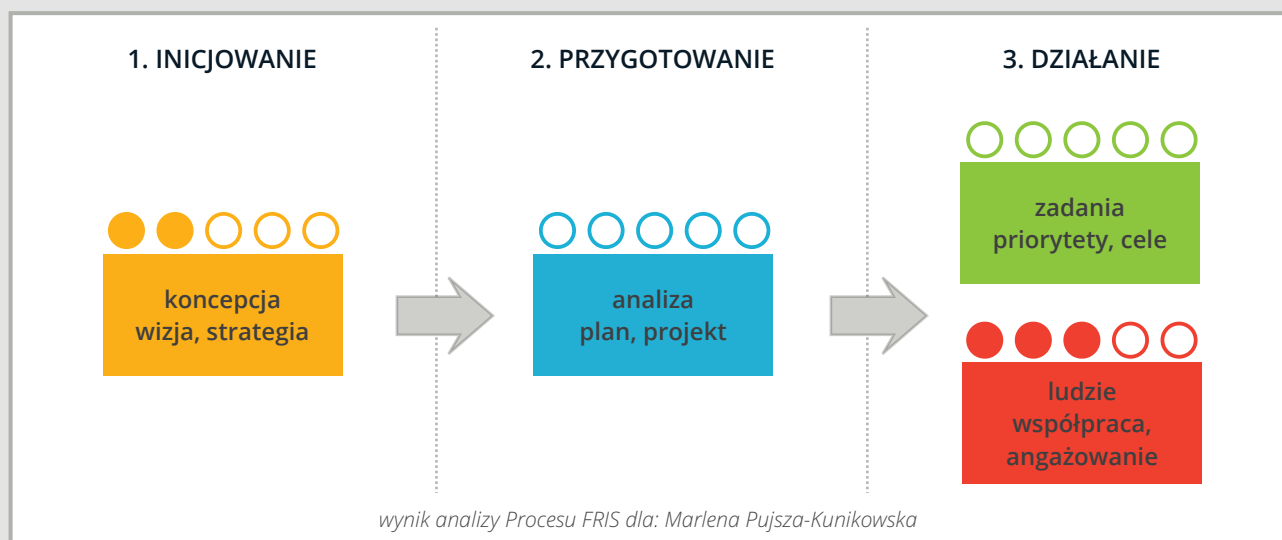 1. INICJOWANIE
2. PRZYGOTOWANIE
3. DZIAŁANIE
koncepcja
wizja, strategia
analiza
plan, projekt
zadania
priorytety, cele
ludzie
współpraca,
angażowanie
wynik analizy Procesu FRIS dla: Marlena Pujsza-Kunikowska